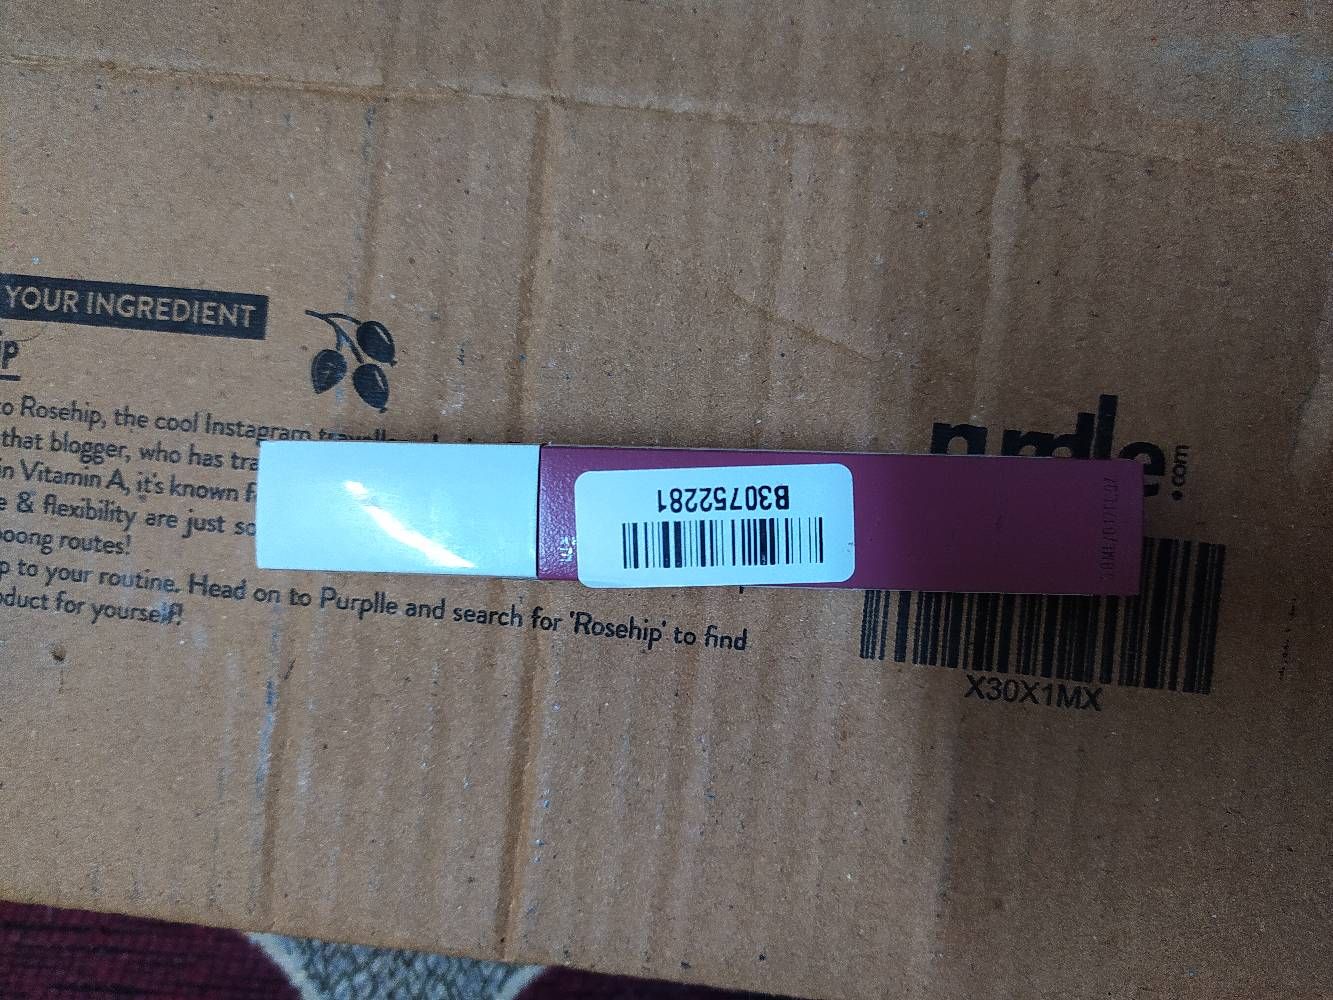 YOUR INGREDIENT
ip
o Rosehip, the cool Instagram
that blogger, who has tra
in Vitamin A, it's known f
e & flexibility are just so
poong routes!
p to your routine. Head on to Purplle and search for 'Rosehip' to find
oduct for yourself!
purplle
.com
B30752281
X30X1MX